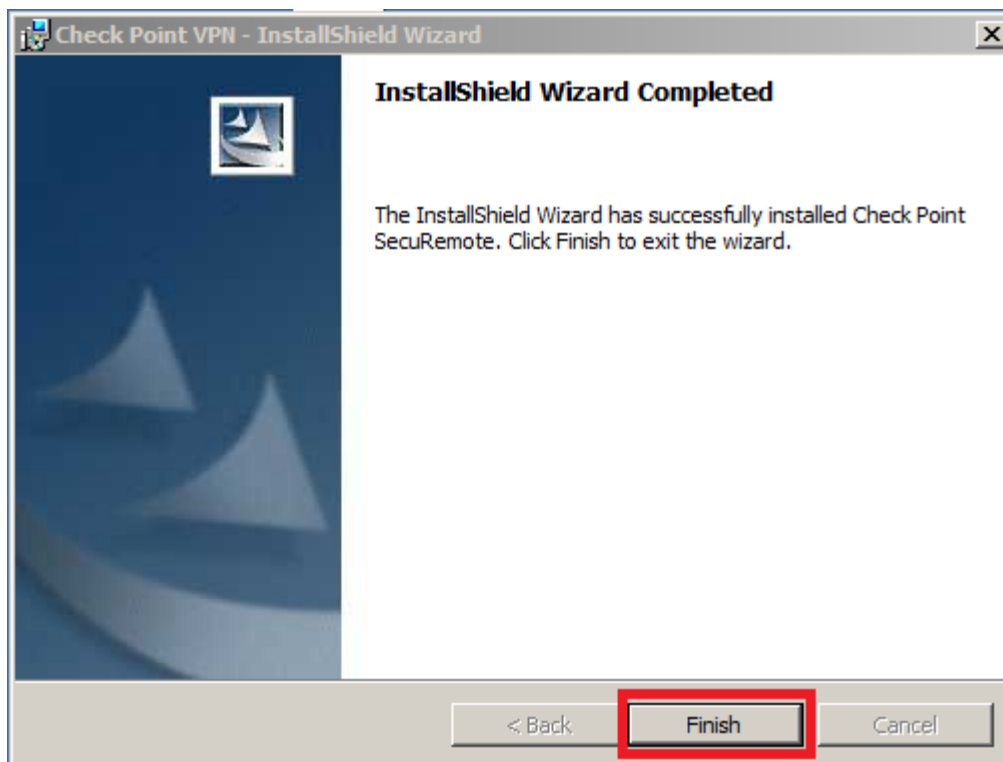 Check Point VPN - InstallShield Wizard
InstallShield Wizard Completed
The InstallShield Wizard has successfully installed Check Point
SecuRemote. Click Finish to exit the wizard.
< Back Finish Cancel